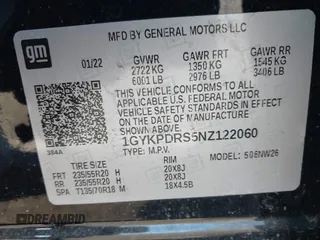 MFD BY GENERAL MOTORS LLC
gm
01/22 GVWR GAWR FRT GAWR RR
2722 KG 1350 KG 1545 KG
6001 LB 2976 LB 3406 LB
THIS VEHICLE CONFORMS TO ALL APPLICABLE U.S. FEDERAL MOTOR
VEHICLE SAFETY AND THEFT PREVENTION STANDARDS IN EFFECT ON
THE DATE OF MANUFACTURE SHOWN ABOVE.
1GYKPDRS5NZ122060
TYPE: M.P.V. MODEL:
TIRE SIZE RIM
FRT 235/55R20 H 20X8J
RR 235/55R20 H 20X8J
SPA T135/70R18 M 18X4.5B
DREAMBID